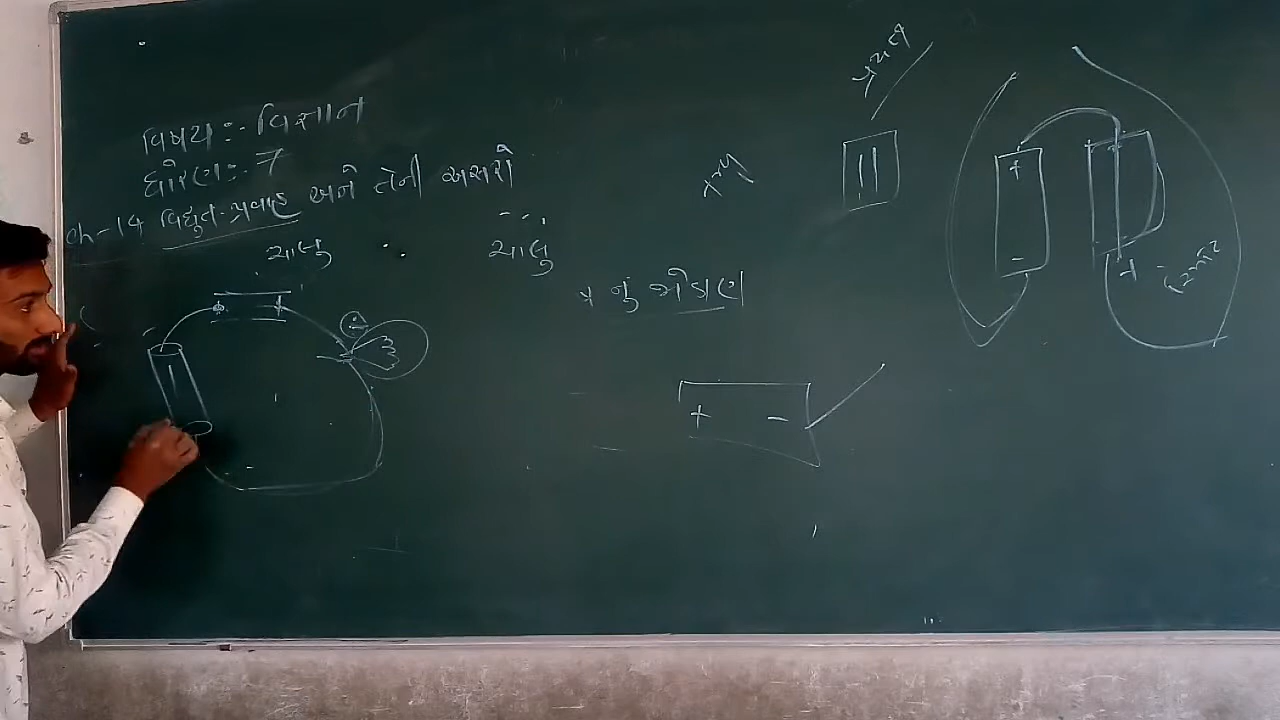 વિષય :- વિજ્ઞાન
ધોરણ :- 7
Ch-14 વિદ્યુત-પ્રવાહ અને તેની અસરો
ચાલુ
ચાલુ
નું જોડાણ
+ -
+
-
+
-